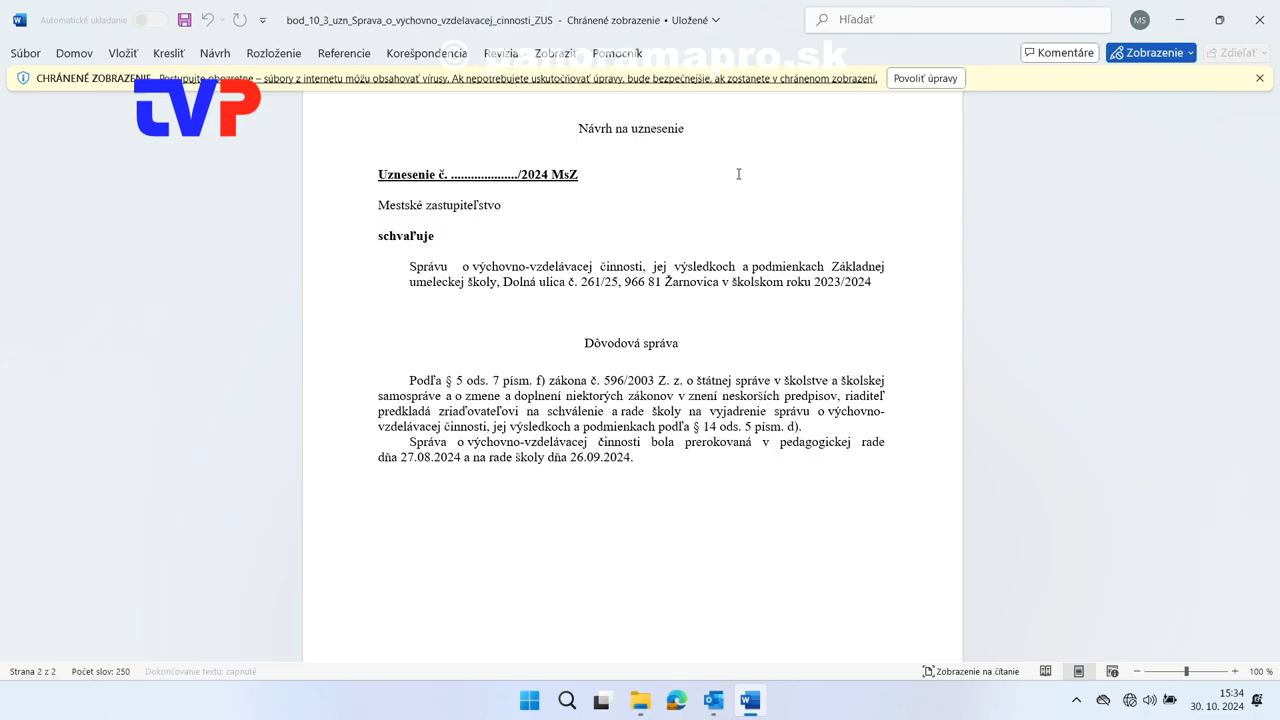 Automatické ukladanie
bod_10_3_uzn_Sprava_o_vychovno_vzdelavacej_cinnosti_ZUS - Chránené zobrazenie • Uložené
Hľadať
MS
Súbor Domov Vložiť Kresliť Návrh Rozloženie Referencie Korešpondencia Revízia Zobraziť Pomocník
Komentáre Zobrazenie Zdieľať
© panoramapro.sk
CHRÁNENÉ ZOBRAZENIE Postupujte obozretne – súbory z internetu môžu obsahovať vírusy. Ak nepotrebujete uskutočňovať úpravy, bude bezpečnejšie, ak zostanete v chránenom zobrazení.
Povoliť úpravy
TVP
Návrh na uznesenie
Uznesenie č. ..................../2024 MsZ
Mestské zastupiteľstvo
schvaľuje
Správu o výchovno-vzdelávacej činnosti, jej výsledkoch a podmienkach Základnej
umeleckej školy, Dolná ulica č. 261/25, 966 81 Žarnovica v školskom roku 2023/2024
Dôvodová správa
Podľa § 5 ods. 7 písm. f) zákona č. 596/2003 Z. z. o štátnej správe v školstve a školskej
samospráve a o zmene a doplnení niektorých zákonov v znení neskorších predpisov, riaditeľ
predkladá zriaďovateľovi na schválenie a rade školy na vyjadrenie správu o výchovno-
vzdelávacej činnosti, jej výsledkoch a podmienkach podľa § 14 ods. 5 písm. d).
Správa o výchovno-vzdelávacej činnosti bola prerokovaná v pedagogickej rade
dňa 27.08.2024 a na rade školy dňa 26.09.2024.
Strana 2 z 2 Počet slov: 250 Dokončovanie textu: zapnuté
Zobrazenie na čítanie
100 %
15:34
30. 10. 2024